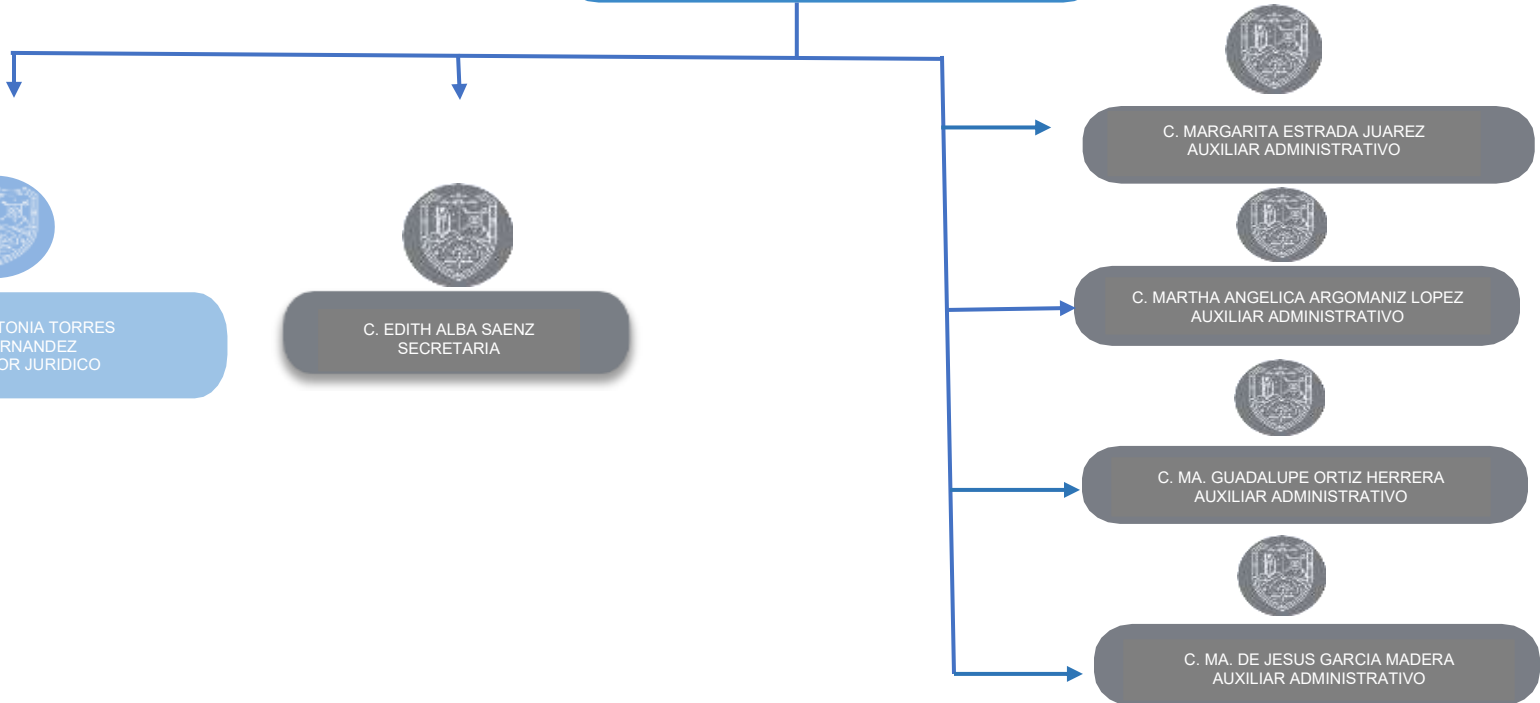 C. MARGARITA ESTRADA JUAREZ
AUXILIAR ADMINISTRATIVO
C. MARTHA ANGELICA ARGOMANIZ LOPEZ
AUXILIAR ADMINISTRATIVO
TONIA TORRES
RNANDEZ
OR JURIDICO
C. EDITH ALBA SAENZ
SECRETARIA
C. MA. GUADALUPE ORTIZ HERRERA
AUXILIAR ADMINISTRATIVO
C. MA. DE JESUS GARCIA MADERA
AUXILIAR ADMINISTRATIVO